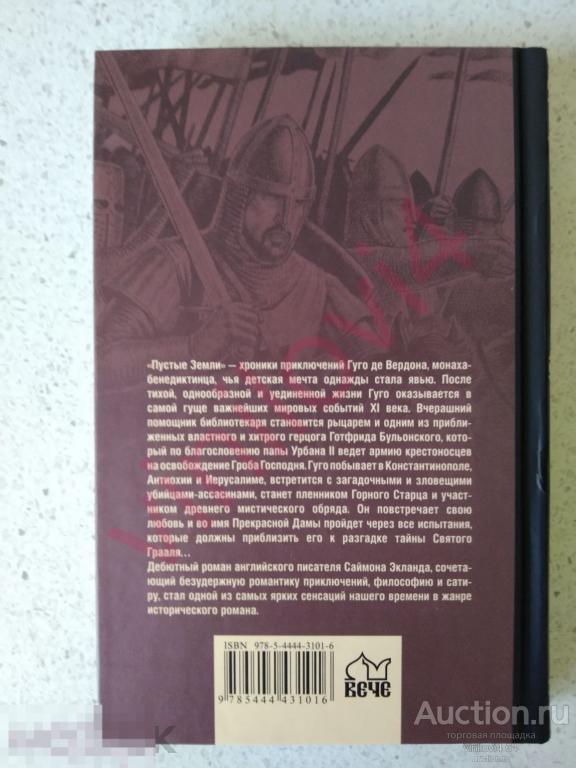 «Пустые Земли» — хроники приключений Гуго де Вердона, монаха-
бенедиктинца, чья детская мечта однажды стала явью. После
тихой, однообразной и уединенной жизни Гуго оказывается в
самой гуще важнейших мировых событий XI века. Вчерашний
помощник библиотекаря становится рыцарем и одним из прибли-
женных властного и хитрого герцога Готфрида Бульонского, кото-
рый по благословению папы Урбана II ведет армию крестоносцев
на освобождение Гроба Господня. Гуго побывает в Константинополе,
Антиохии и Иерусалиме, встретится с загадочными и зловещими
убийцами-ассасинами, станет пленником Горного Старца и участ-
ником древнего мистического обряда. Он повстречает свою
любовь и во имя Прекрасной Дамы пройдет через все испытания,
которые должны приблизить его к разгадке тайны Святого
Грааля...
Дебютный роман английского писателя Саймона Экланда, сочета-
ющий безудержную романтику приключений, философию и сати-
ру, стал одной из самых ярких сенсаций нашего времени в жанре
исторического романа.
ISBN 978-5-4444-3101-6
9 785444 431016
ВЕЧЕ
Auction.ru
торговая площадка